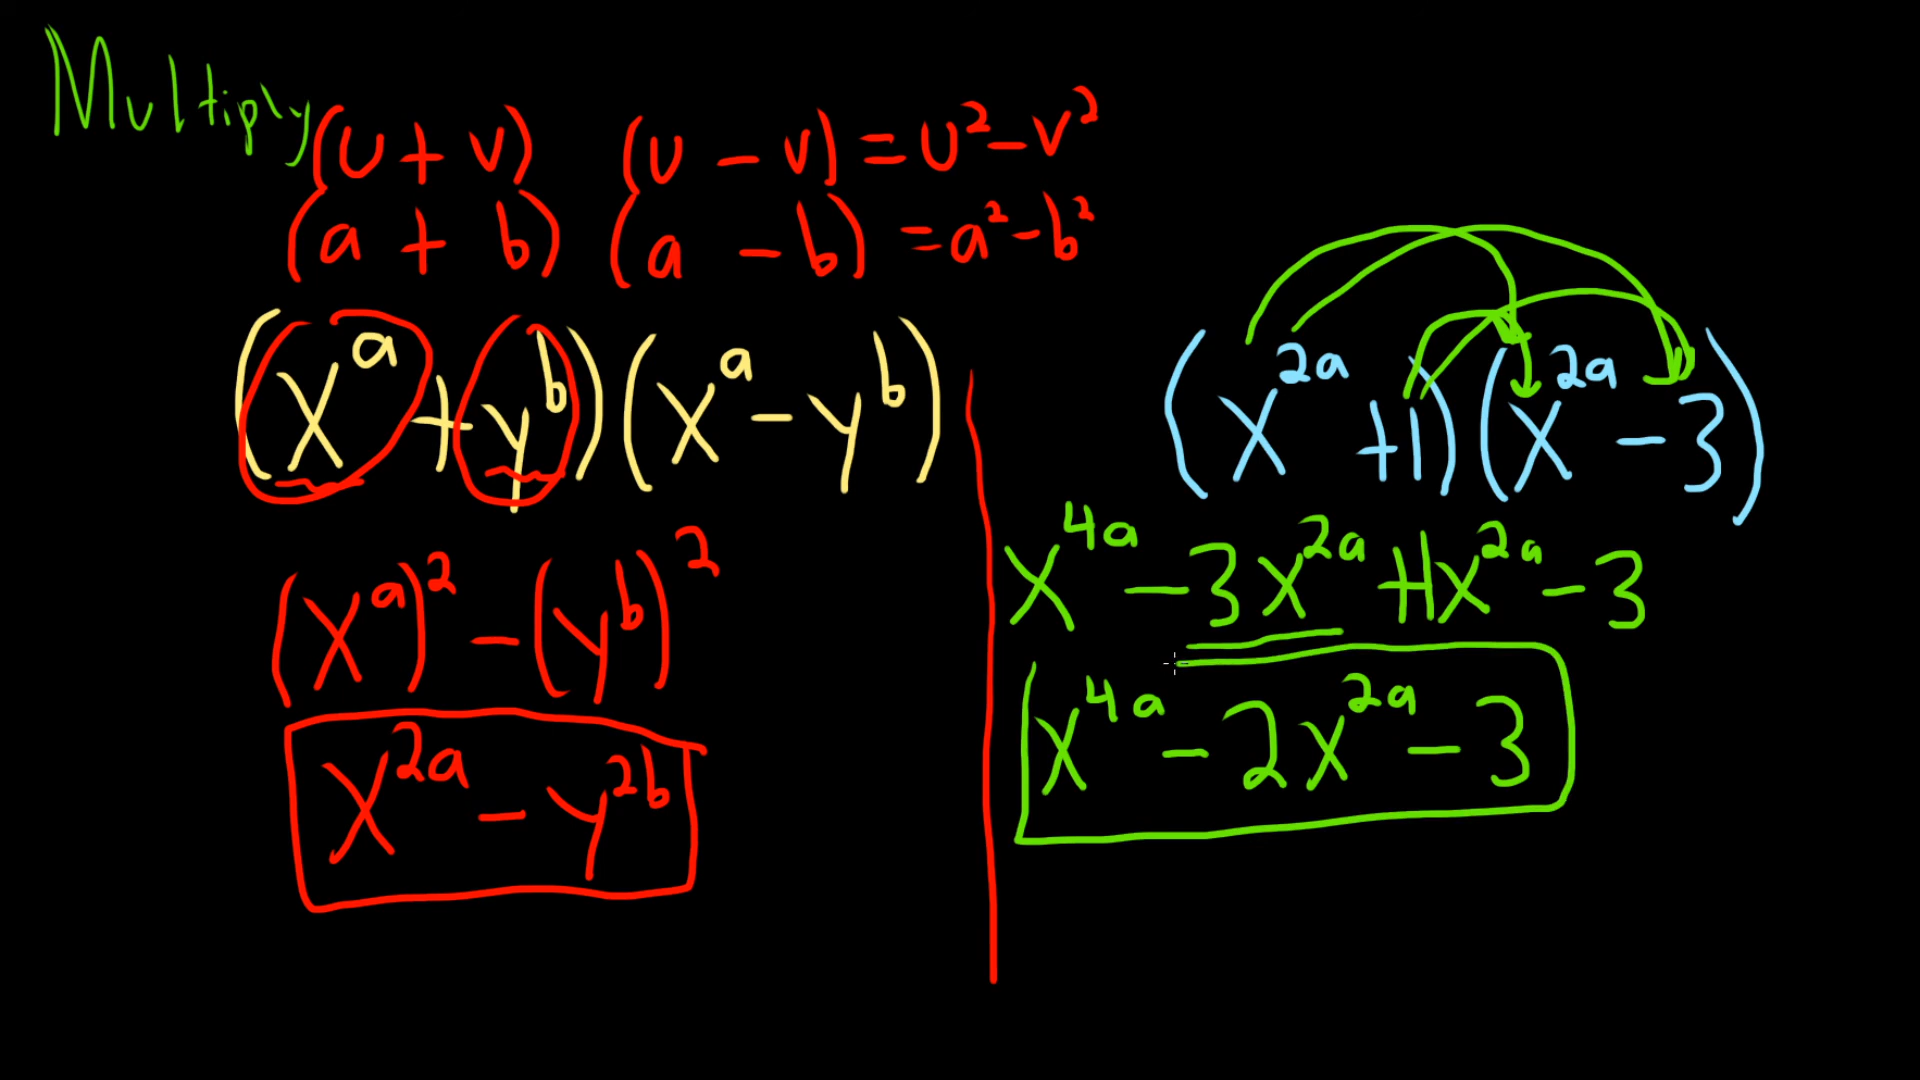 Multiply
(u + v) (u - v) = u² - v²
(a + b) (a - b) = a² - b²
(x^a + y^b)(x^a - y^b)
(x^a)² - (y^b)²
x^2a - y^2b
(x^2a + 1)(x^2a - 3)
x^4a - 3x^2a + 1x^2a - 3
x^4a - 2x^2a - 3